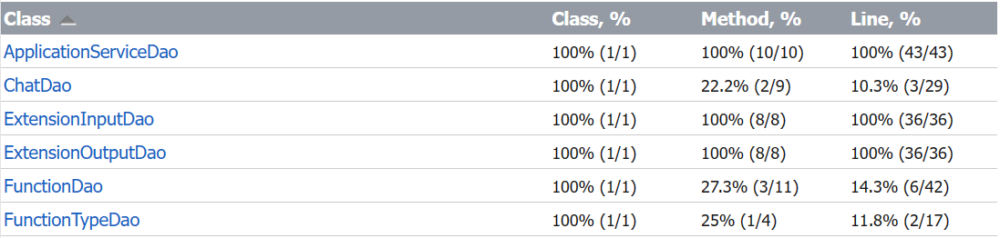 Class Class, % Method, % Line, %
ApplicationServiceDao 100% (1/1) 100% (10/10) 100% (43/43)
ChatDao 100% (1/1) 22.2% (2/9) 10.3% (3/29)
ExtensionInputDao 100% (1/1) 100% (8/8) 100% (36/36)
ExtensionOutputDao 100% (1/1) 100% (8/8) 100% (36/36)
FunctionDao 100% (1/1) 27.3% (3/11) 14.3% (6/42)
FunctionTypeDao 100% (1/1) 25% (1/4) 11.8% (2/17)